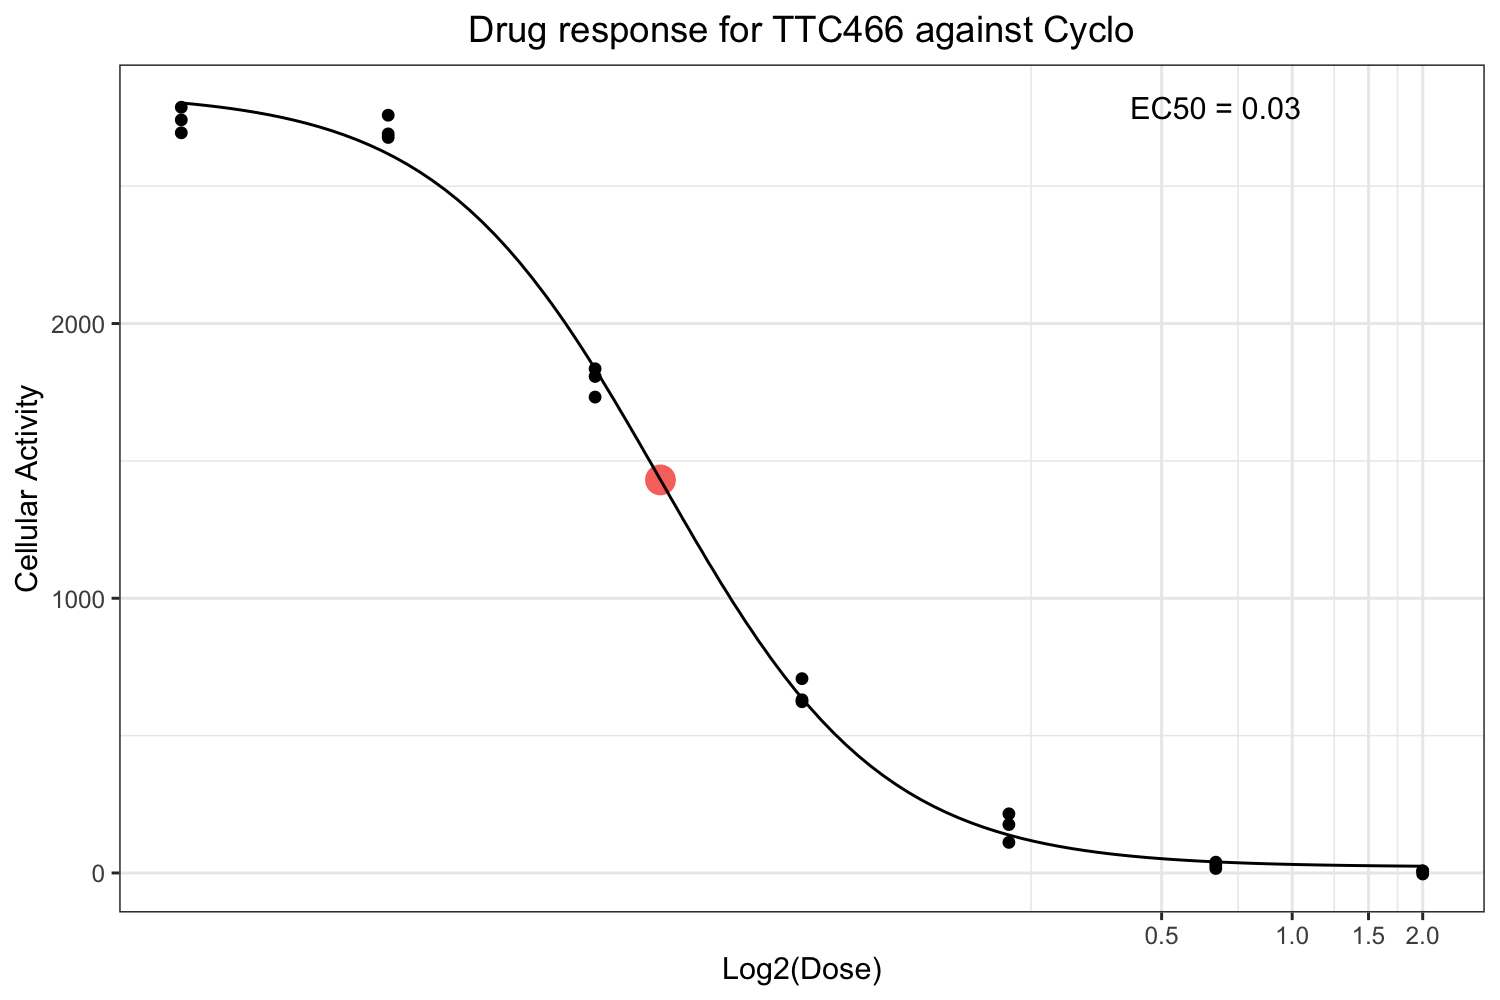 Drug response for TTC466 against Cyclo
EC50 = 0.03
2000
1000
0
Cellular Activity
0.5 1.0 1.5 2.0
Log2(Dose)